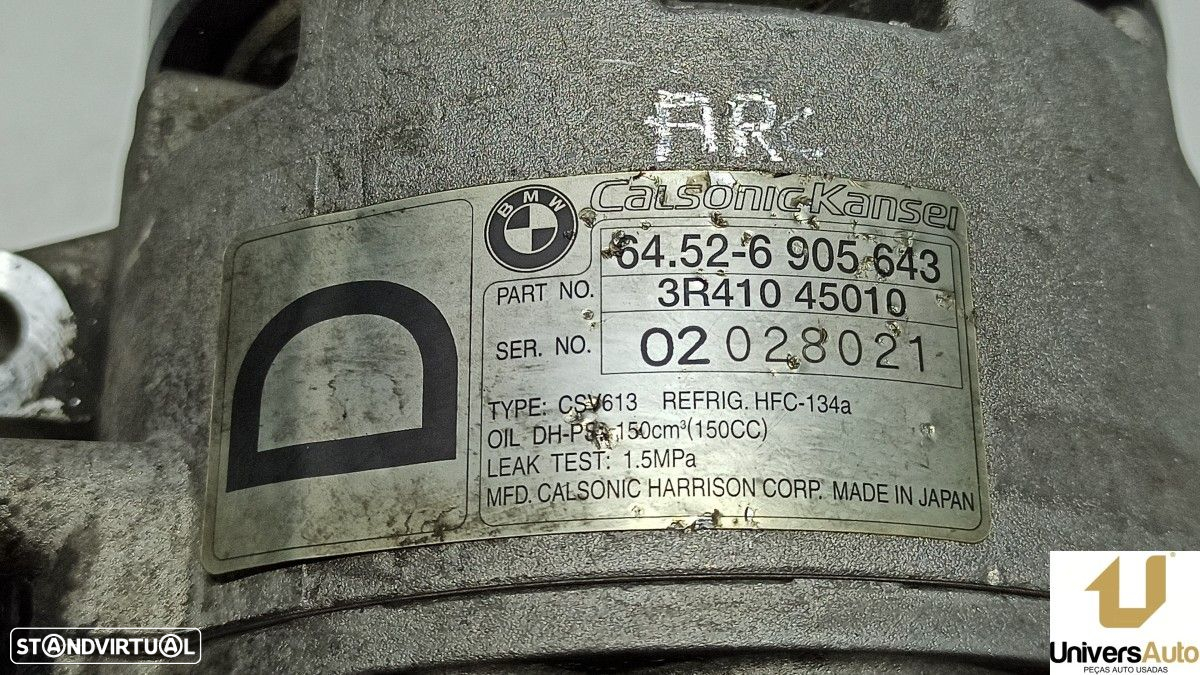 BMW
CalsonicKansei
64.52-6 905 643
PART NO. 3R410 45010
SER. NO. 02 028021
TYPE: CSV613 REFRIG. HFC-134a
OIL 150cm³(150CC)
LEAK TEST: 1.5MPa
MFD. CALSONIC HARRISON CORP. MADE IN JAPAN
D
STANDVIRTUAL
UniversAuto
PEÇAS AUTO USADAS